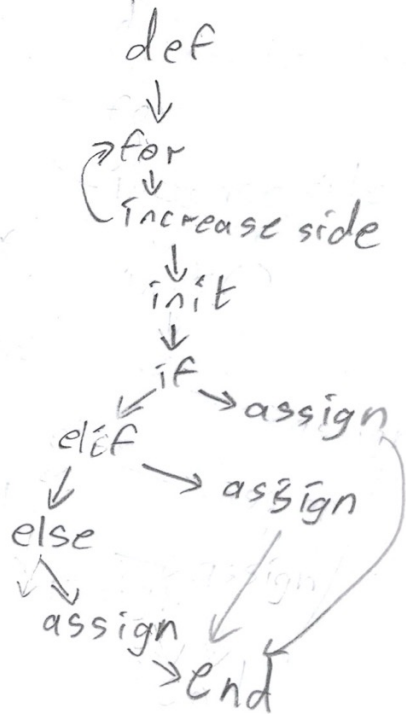 def
for
increase side
init
if
assign
elif
assign
else
assign
end